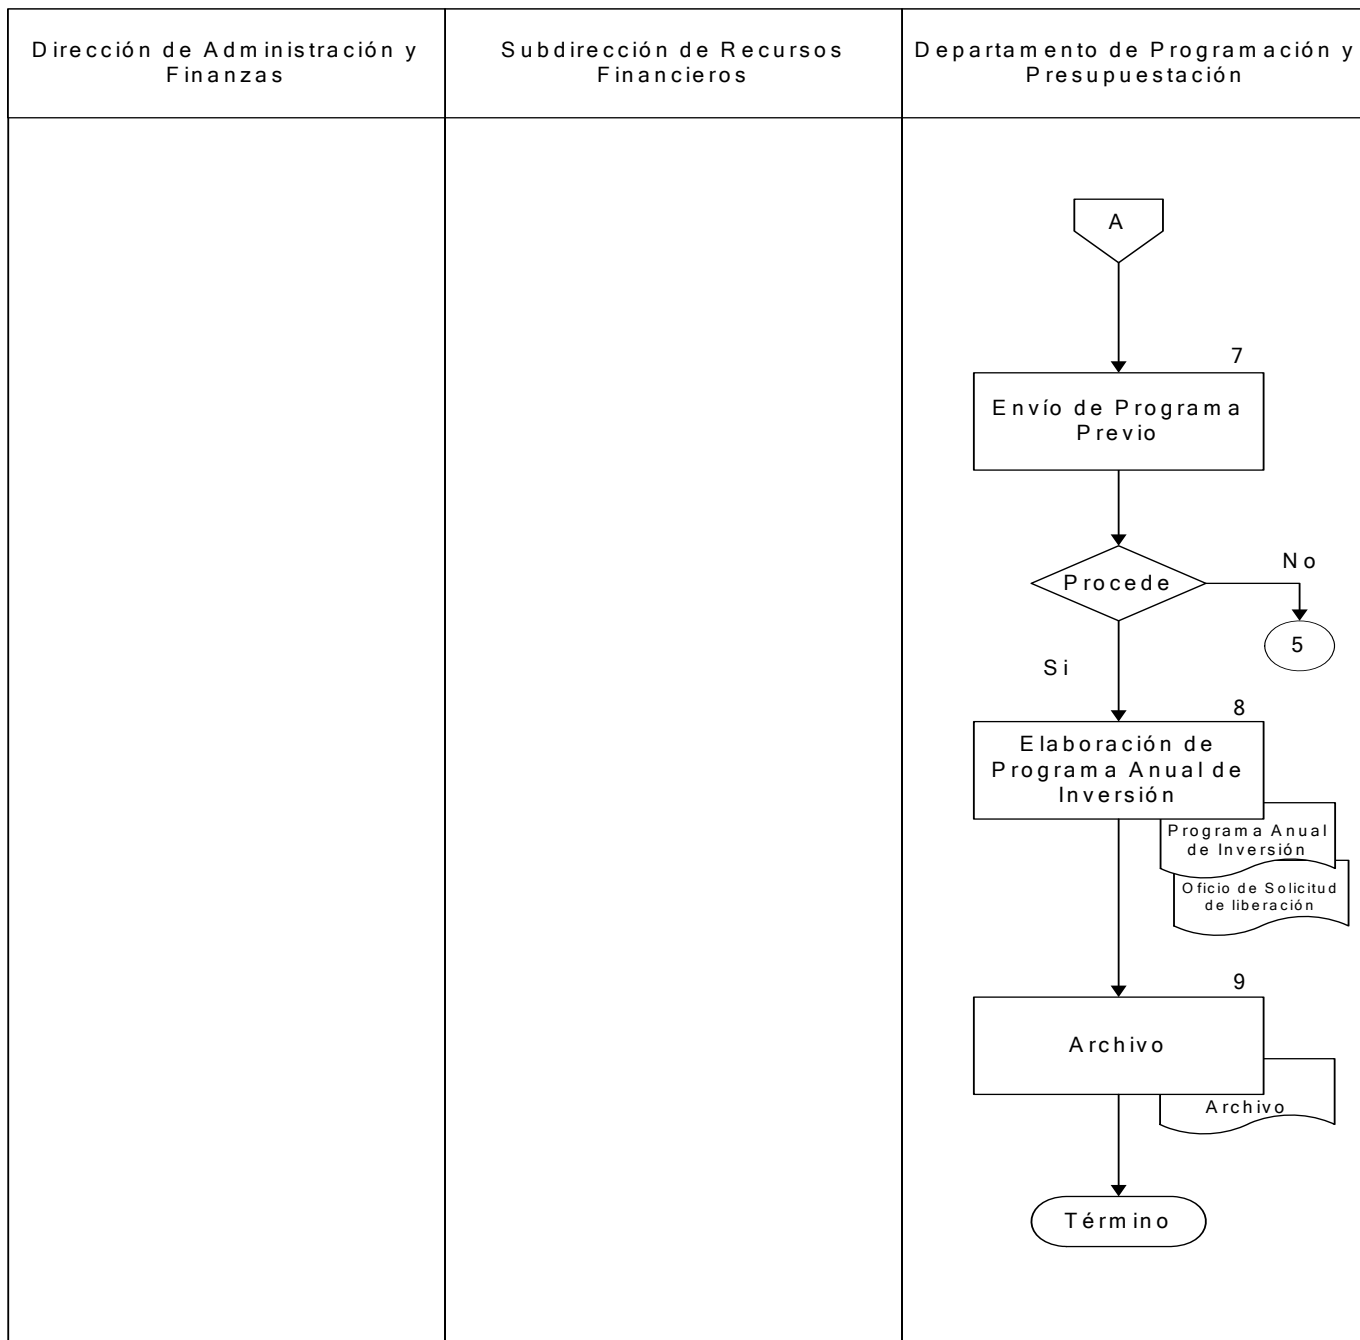 Dirección de Administración y
Finanzas
Subdirección de Recursos
Financieros
Departamento de Programación y
Presupuestación
A
7
Envío de Programa
Previo
Procede
No
5
Si
8
Elaboración de
Programa Anual de
Inversión
Programa Anual
de Inversión
Oficio de Solicitud
de liberación
9
Archivo
Archivo
Término